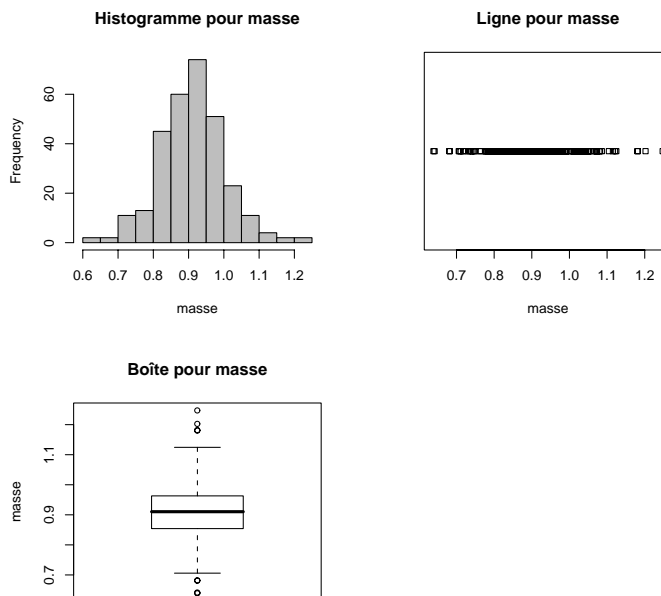 Histogramme pour masse
Frequency
60
40
20
0
0.6 0.7 0.8 0.9 1.0 1.1 1.2
masse
Ligne pour masse
0.7 0.8 0.9 1.0 1.1 1.2
masse
Boîte pour masse
masse
1.1
0.9
0.7